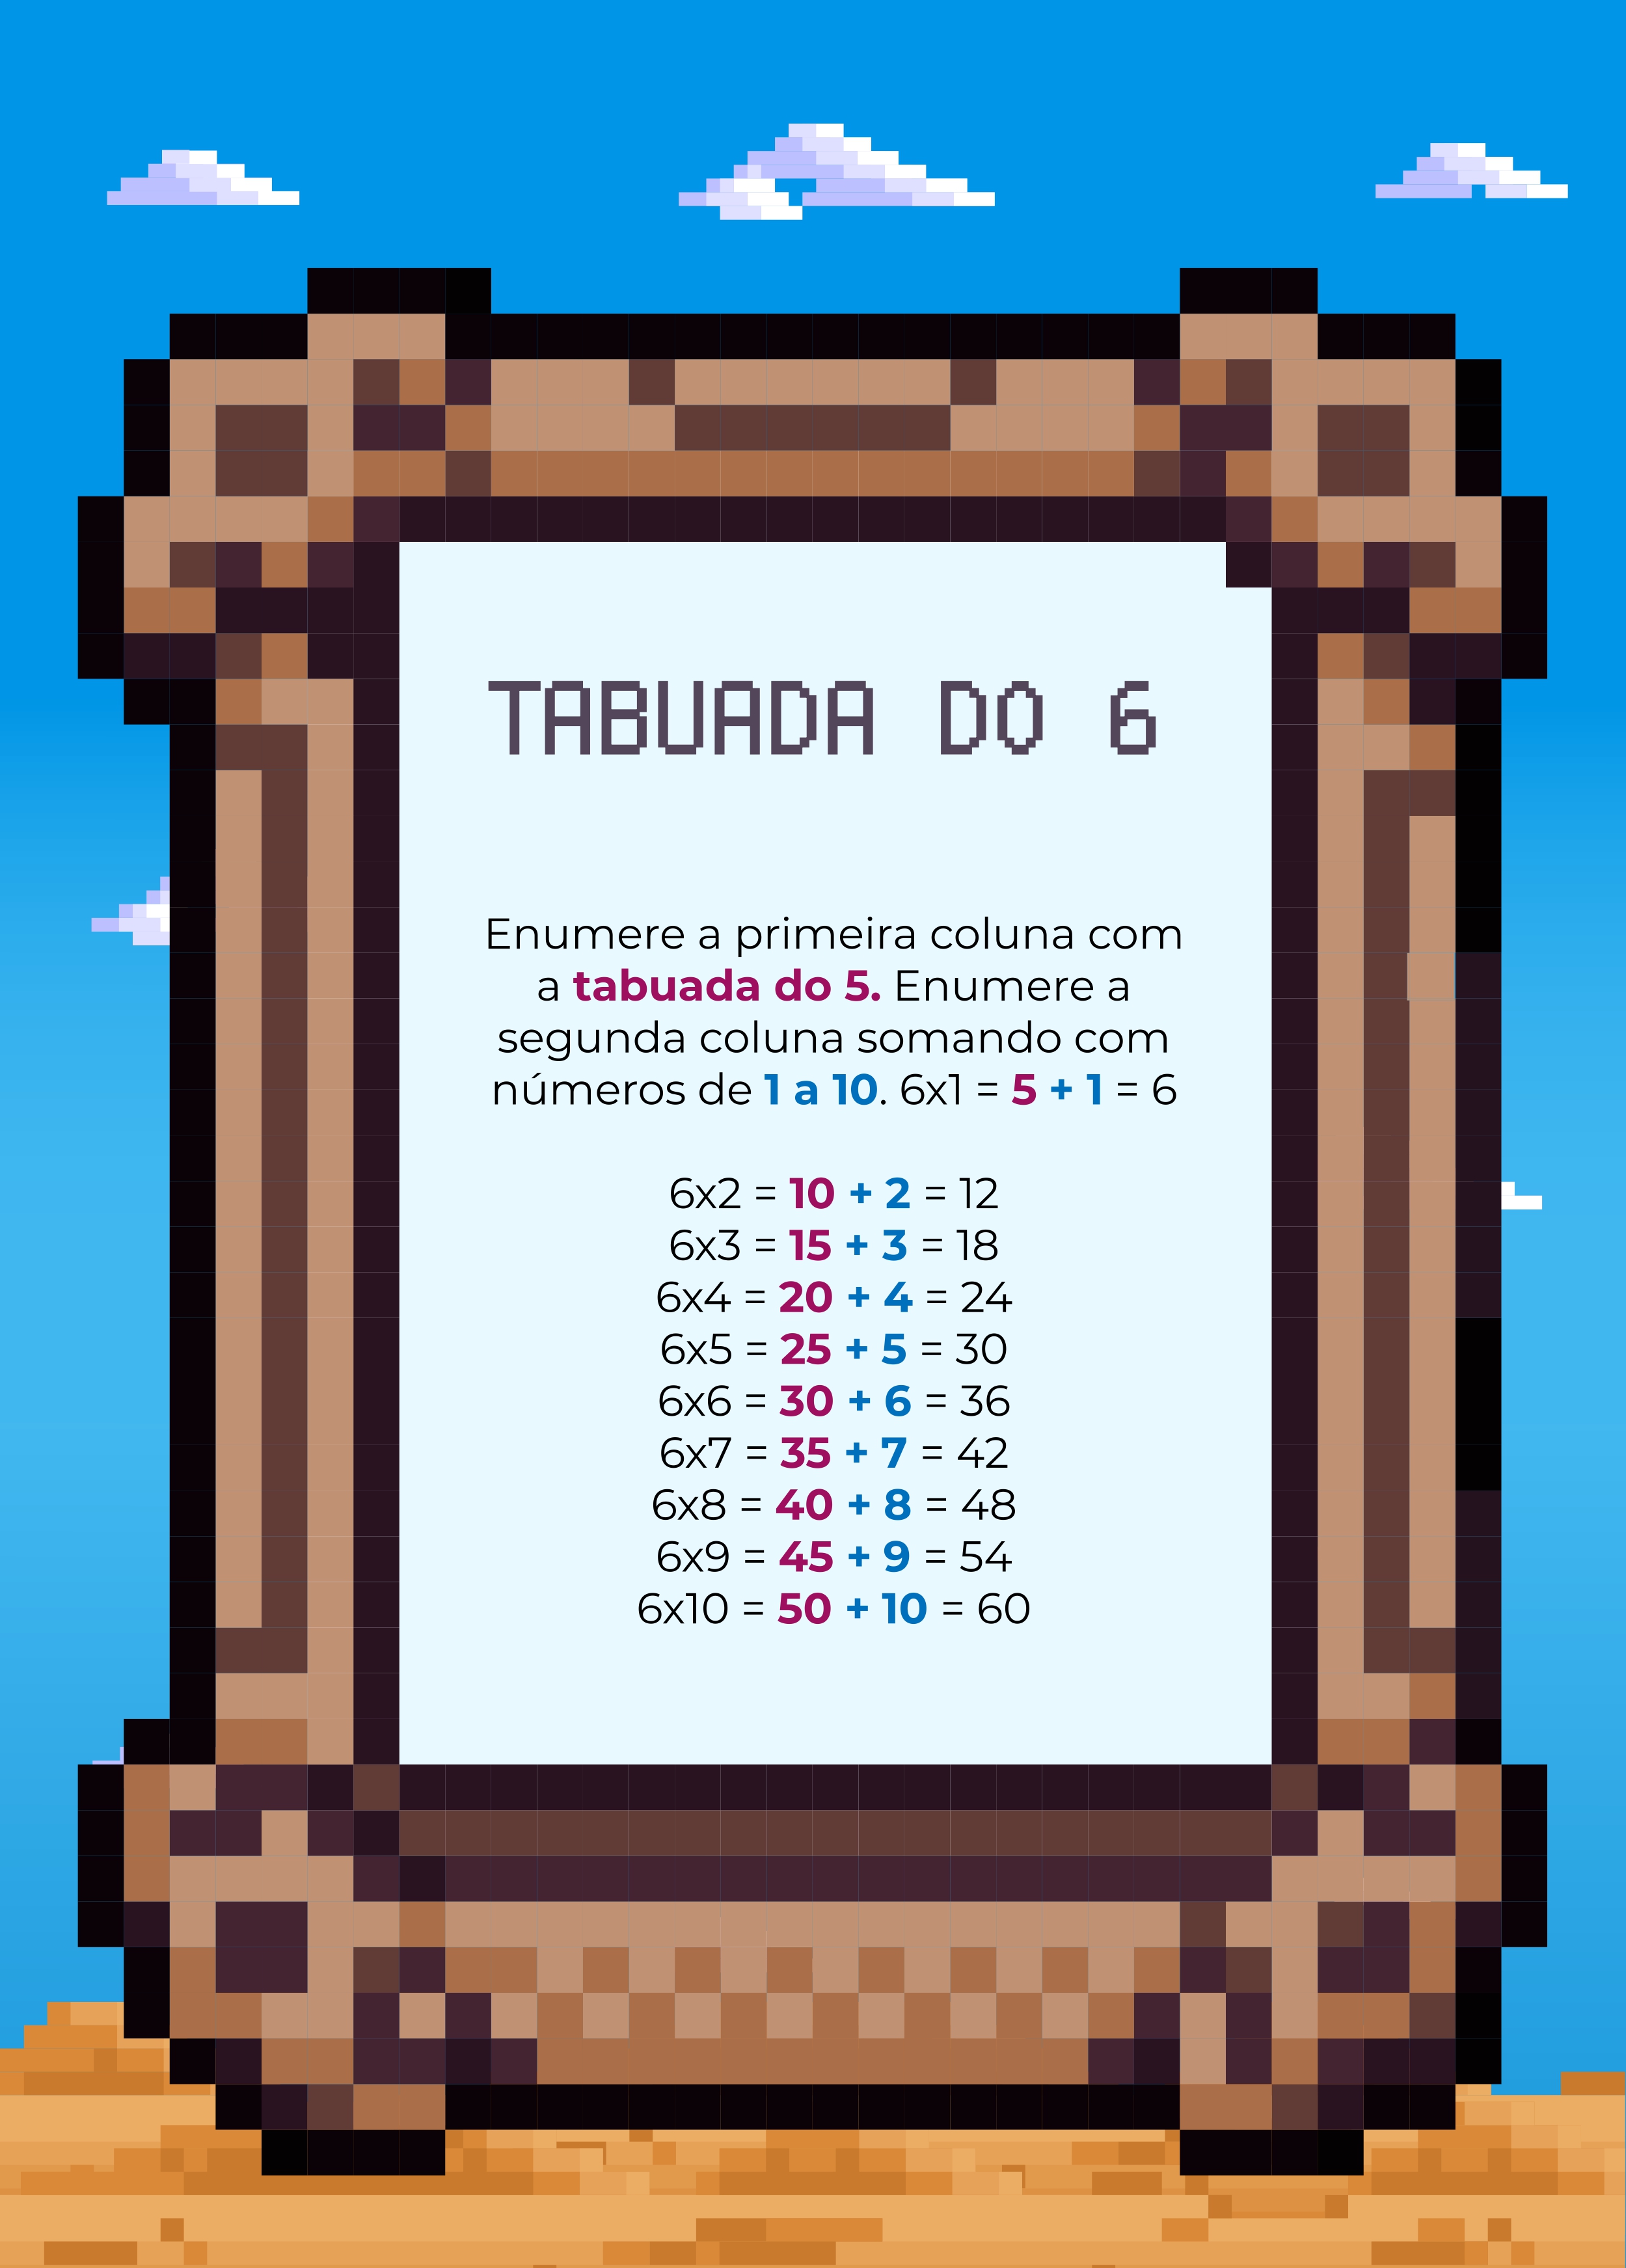 TABUADA DO 6
Enumere a primeira coluna com
a tabuada do 5. Enumere a
segunda coluna somando com
números de 1 a 10. 6x1 = 5 + 1 = 6
6x2 = 10 + 2 = 12
6x3 = 15 + 3 = 18
6x4 = 20 + 4 = 24
6x5 = 25 + 5 = 30
6x6 = 30 + 6 = 36
6x7 = 35 + 7 = 42
6x8 = 40 + 8 = 48
6x9 = 45 + 9 = 54
6x10 = 50 + 10 = 60